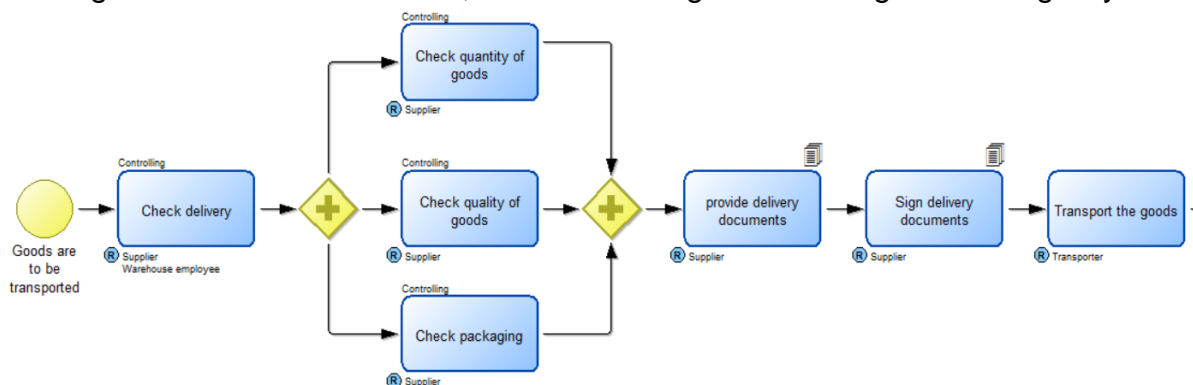 Controlling
Check quantity of
goods
R Supplier
Goods are
to be
transported
Controlling
Check delivery
R Supplier
Warehouse employee
Controlling
Check quality of
goods
R Supplier
Controlling
Check packaging
R Supplier
provide delivery
documents
R Supplier
Sign delivery
documents
R Supplier
Transport the goods
R Transporter